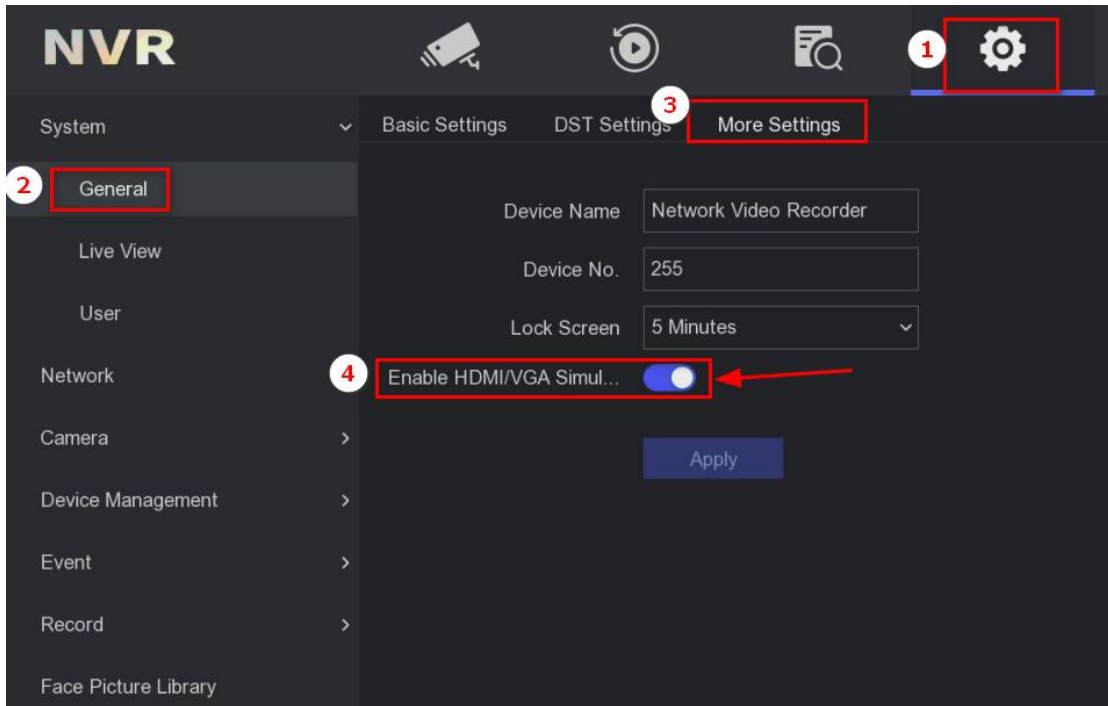 NVR
1
System
Basic Settings
DST Settings
3
More Settings
2
General
Device Name
Network Video Recorder
Live View
Device No.
255
User
Lock Screen
5 Minutes
Network
4
Enable HDMI/VGA Simul...
Camera
Apply
Device Management
Event
Record
Face Picture Library